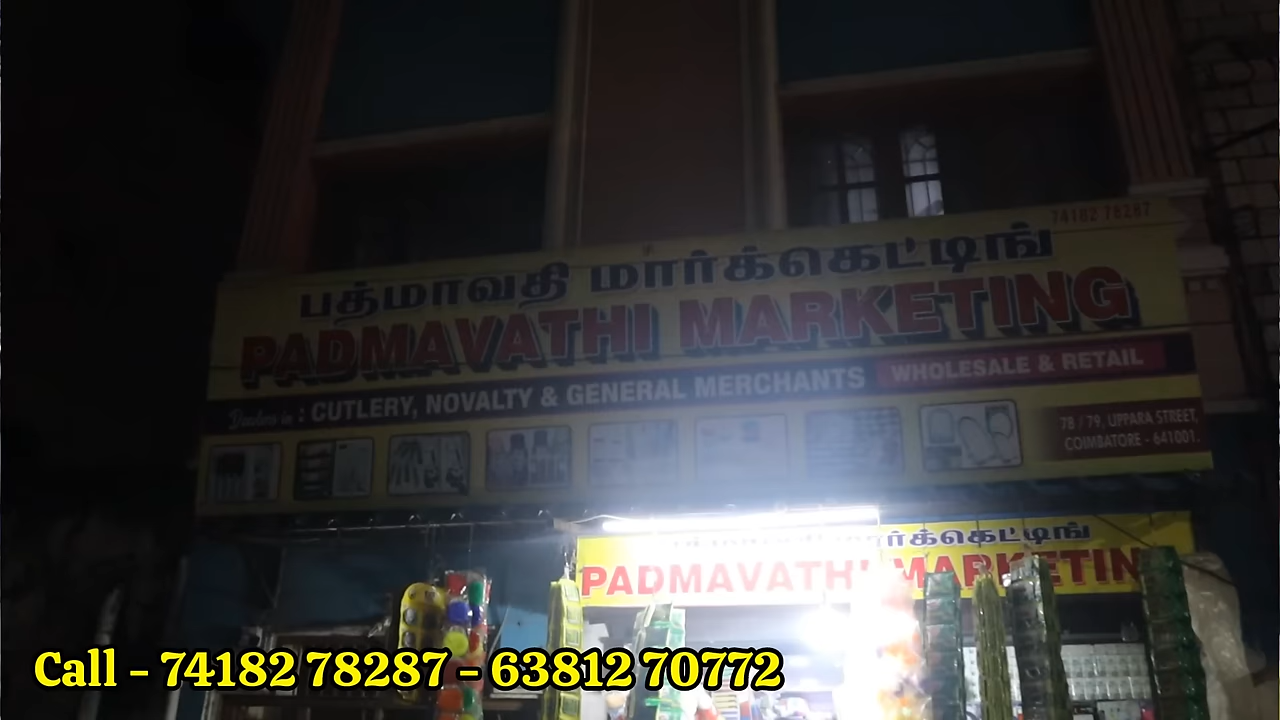 74182 78287
பத்மாவதி மார்க்கெட்டிங்
PADMAVATHI MARKETING
Dealers in : CUTLERY, NOVALTY & GENERAL MERCHANTS WHOLESALE & RETAIL
78 / 79, UPPARA STREET,
COIMBATORE - 641001.
மார்க்கெட்டிங்
PADMAVATHI MARKETIN
Call - 74182 78287 - 63812 70772